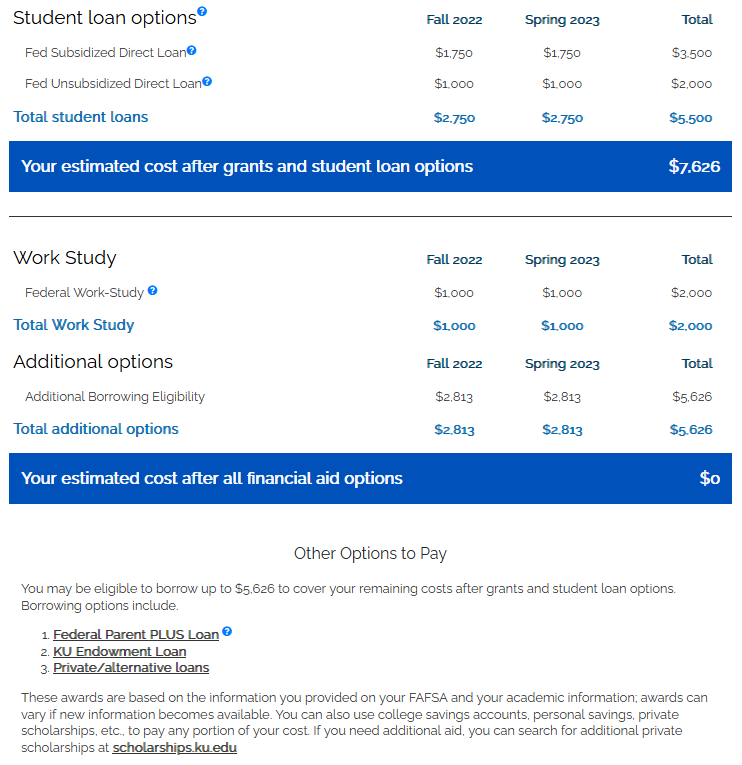 Student loan options? Fall 2022 Spring 2023 Total
Fed Subsidized Direct Loan? $1,750 $1,750 $3,500
Fed Unsubsidized Direct Loan? $1,000 $1,000 $2,000
Total student loans $2,750 $2,750 $5,500
Your estimated cost after grants and student loan options $7,626
Work Study Fall 2022 Spring 2023 Total
Federal Work-Study ? $1,000 $1,000 $2,000
Total Work Study $1,000 $1,000 $2,000
Additional options Fall 2022 Spring 2023 Total
Additional Borrowing Eligibility $2,813 $2,813 $5,626
Total additional options $2,813 $2,813 $5,626
Your estimated cost after all financial aid options $0
Other Options to Pay
You may be eligible to borrow up to $5,626 to cover your remaining costs after grants and student loan options.
Borrowing options include.
1. Federal Parent PLUS Loan ?
2. KU Endowment Loan
3. Private/alternative loans
These awards are based on the information you provided on your FAFSA and your academic information; awards can
vary if new information becomes available. You can also use college savings accounts, personal savings, private
scholarships, etc., to pay any portion of your cost. If you need additional aid, you can search for additional private
scholarships at scholarships.ku.edu